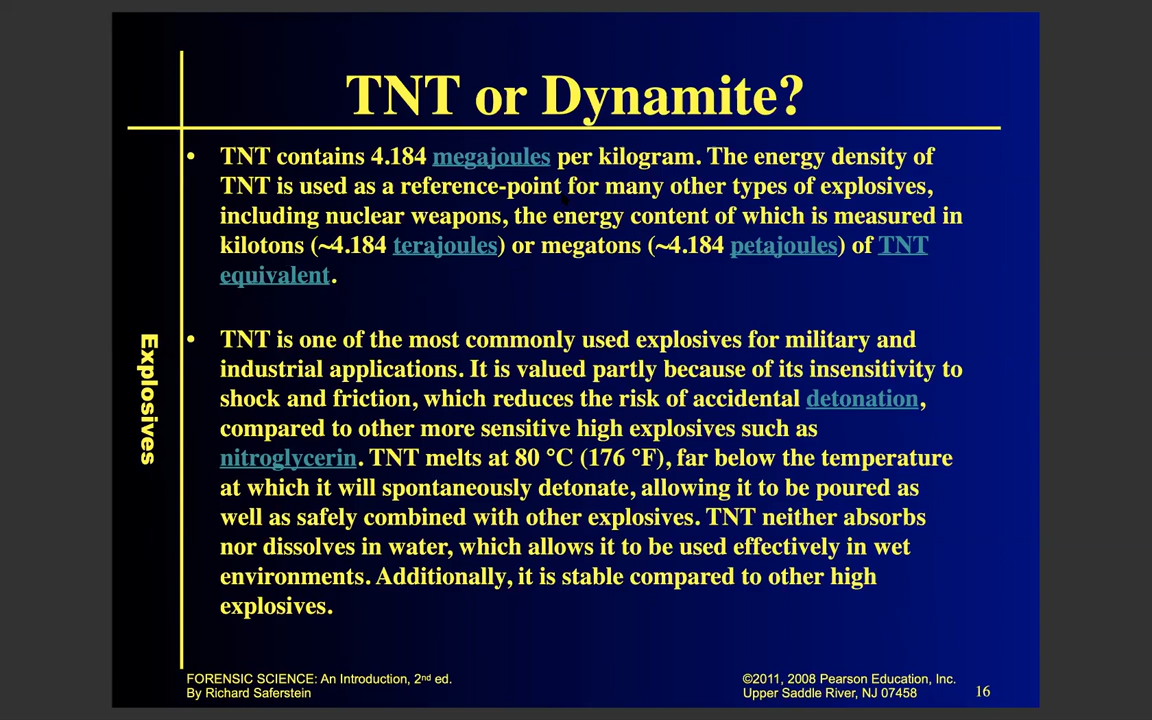 TNT or Dynamite?
• TNT contains 4.184 megajoules per kilogram. The energy density of
TNT is used as a reference-point for many other types of explosives,
including nuclear weapons, the energy content of which is measured in
kilotons (~4.184 terajoules) or megatons (~4.184 petajoules) of TNT
equivalent.
Explosives
• TNT is one of the most commonly used explosives for military and
industrial applications. It is valued partly because of its insensitivity to
shock and friction, which reduces the risk of accidental detonation,
compared to other more sensitive high explosives such as
nitroglycerin. TNT melts at 80 °C (176 °F), far below the temperature
at which it will spontaneously detonate, allowing it to be poured as
well as safely combined with other explosives. TNT neither absorbs
nor dissolves in water, which allows it to be used effectively in wet
environments. Additionally, it is stable compared to other high
explosives.
FORENSIC SCIENCE: An Introduction, 2nd ed.
By Richard Saferstein
©2011, 2008 Pearson Education, Inc.
Upper Saddle River, NJ 07458
16